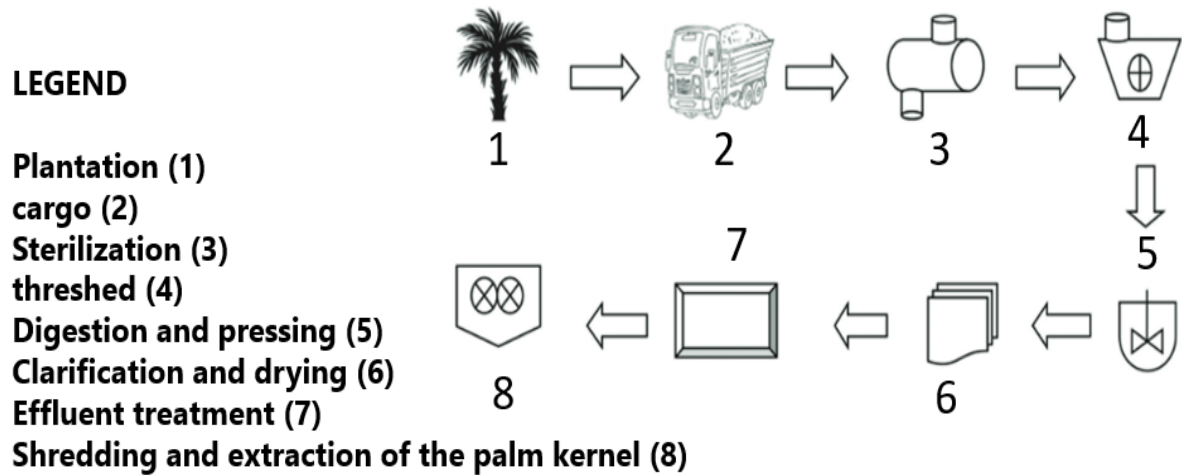 LEGEND
Plantation (1)
cargo (2)
Sterilization (3)
threshed (4)
Digestion and pressing (5)
Clarification and drying (6)
Effluent treatment (7)
Shredding and extraction of the palm kernel (8)
1
2
3
4
5
6
7
8